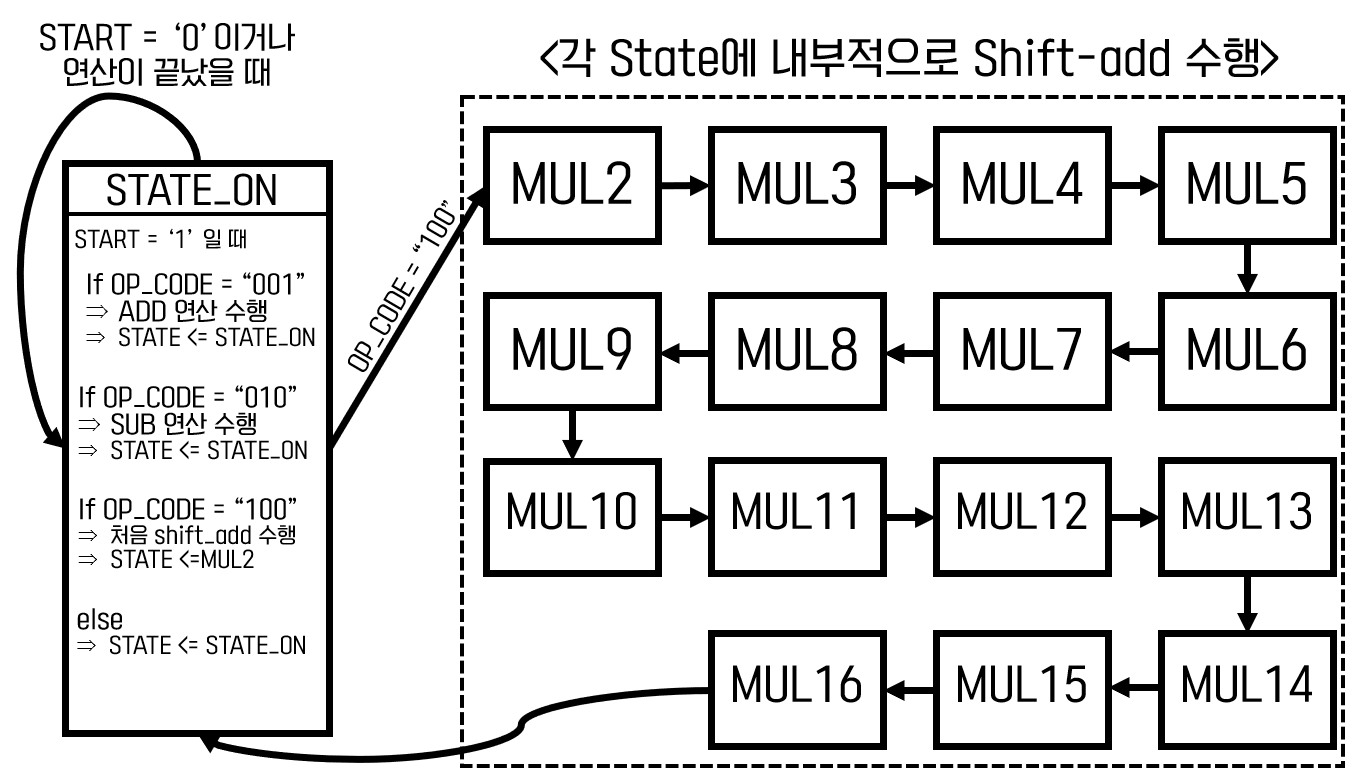 START = ‘0’ 이거나
연산이 끝났을 때
<각 State에 내부적으로 Shift-add 수행>
STATE_ON
START = ‘1’ 일 때
If OP_CODE = “001”
⇒ ADD 연산 수행
⇒ STATE <= STATE_ON
If OP_CODE = “010”
⇒ SUB 연산 수행
⇒ STATE <= STATE_ON
If OP_CODE = “100”
⇒ 처음 shift_add 수행
⇒ STATE <=MUL2
else
⇒ STATE <= STATE_ON
OP_CODE = “100”
MUL2
MUL3
MUL4
MUL5
MUL6
MUL7
MUL8
MUL9
MUL10
MUL11
MUL12
MUL13
MUL14
MUL15
MUL16